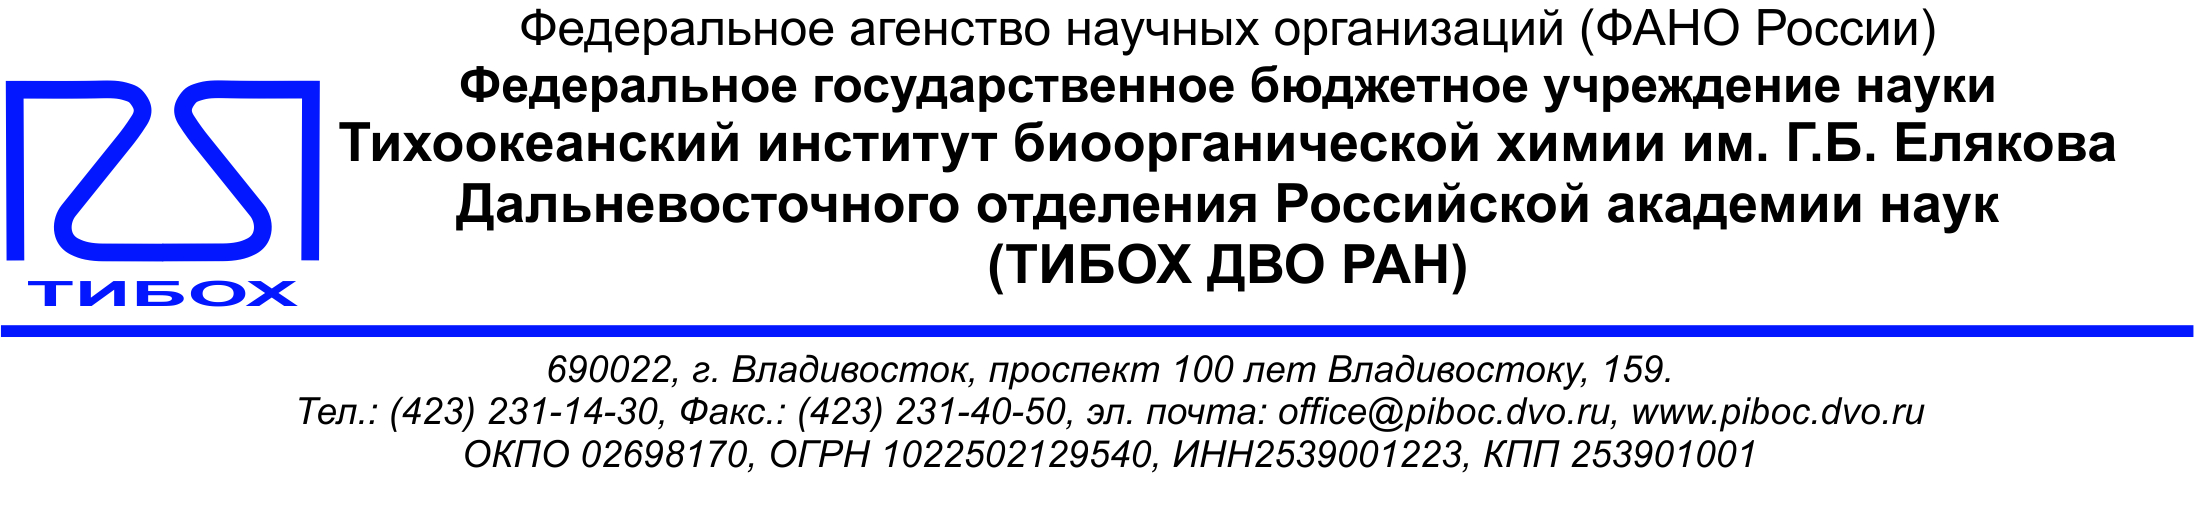 Федеральное агенство научных организаций (ФАНО России)
Федеральное государственное бюджетное учреждение науки
Тихоокеанский институт биоорганической химии им. Г.Б. Елякова
Дальневосточного отделения Российской академии наук
(ТИБОХ ДВО РАН)
ТИБОХ
690022, г. Владивосток, проспект 100 лет Владивостоку, 159.
Тел.: (423) 231-14-30, Факс.: (423) 231-40-50, эл. почта: office@piboc.dvo.ru, www.piboc.dvo.ru
ОКПО 02698170, ОГРН 1022502129540, ИНН2539001223, КПП 253901001